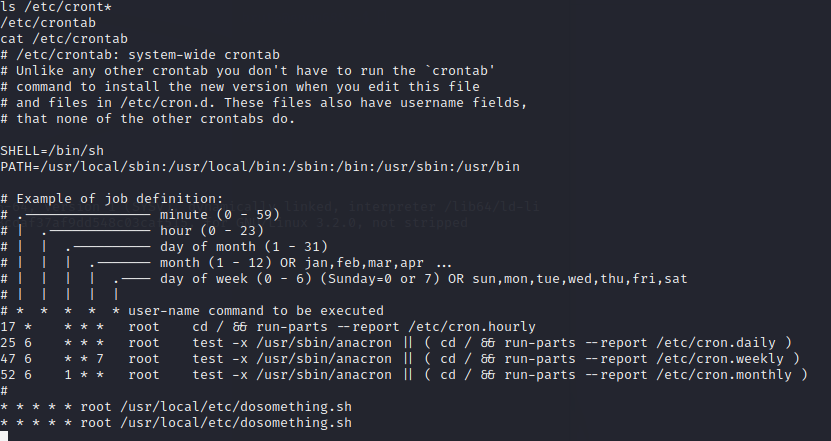 ls /etc/cront*
/etc/crontab
cat /etc/crontab
# /etc/crontab: system-wide crontab
# Unlike any other crontab you don't have to run the `crontab'
# command to install the new version when you edit this file
# and files in /etc/cron.d. These files also have username fields,
# that none of the other crontabs do.

SHELL=/bin/sh
PATH=/usr/local/sbin:/usr/local/bin:/sbin:/bin:/usr/sbin:/usr/bin

# Example of job definition:
# .---------------- minute (0 - 59)
# |  .------------- hour (0 - 23)
# |  |  .---------- day of month (1 - 31)
# |  |  |  .------- month (1 - 12) OR jan,feb,mar,apr ...
# |  |  |  |  .---- day of week (0 - 6) (Sunday=0 or 7) OR sun,mon,tue,wed,thu,fri,sat
# |  |  |  |  |
# *  *  *  *  * user-name command to be executed
17 *    * * *   root    cd / && run-parts --report /etc/cron.hourly
25 6    * * *   root    test -x /usr/sbin/anacron || ( cd / && run-parts --report /etc/cron.daily )
47 6    * * 7   root    test -x /usr/sbin/anacron || ( cd / && run-parts --report /etc/cron.weekly )
52 6    1 * *   root    test -x /usr/sbin/anacron || ( cd / && run-parts --report /etc/cron.monthly )
#
* * * * * root /usr/local/etc/dosomething.sh
* * * * * root /usr/local/etc/dosomething.sh